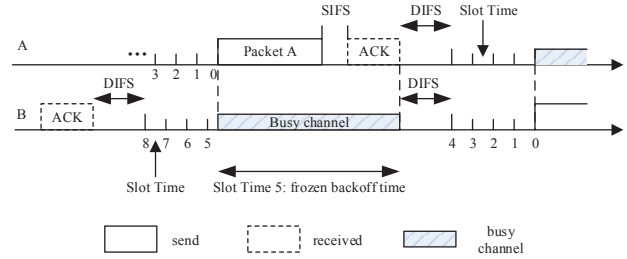 SIFS DIFS Slot Time
A ... Packet A ACK
3 2 1 0
DIFS DIFS
B ACK Busy channel
8 7 6 5 4 3 2 1 0
Slot Time Slot Time 5: frozen backoff time
send received busy channel